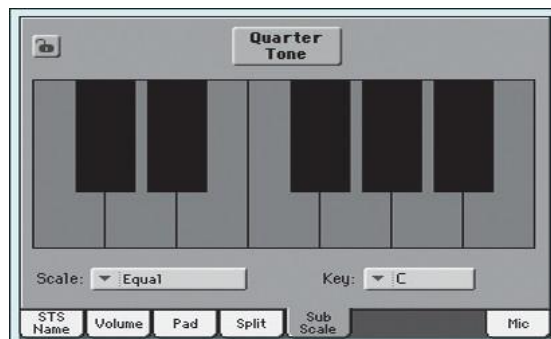 Quarter
Tone
Scale: Equal
Key: C
STS
Name
Volume
Pad
Split
Sub
Scale
Mic